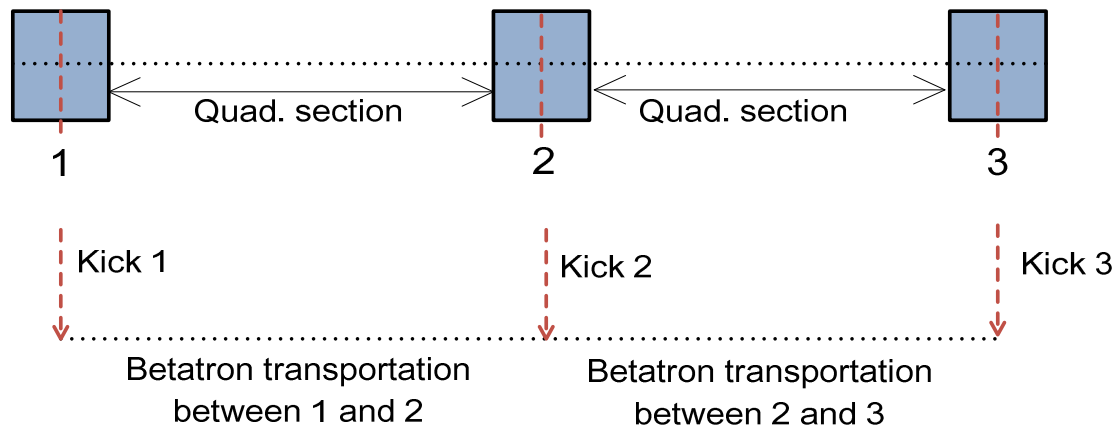 Quad. section
Quad. section
1
2
3
Kick 1
Kick 2
Kick 3
Betatron transportation
between 1 and 2
Betatron transportation
between 2 and 3